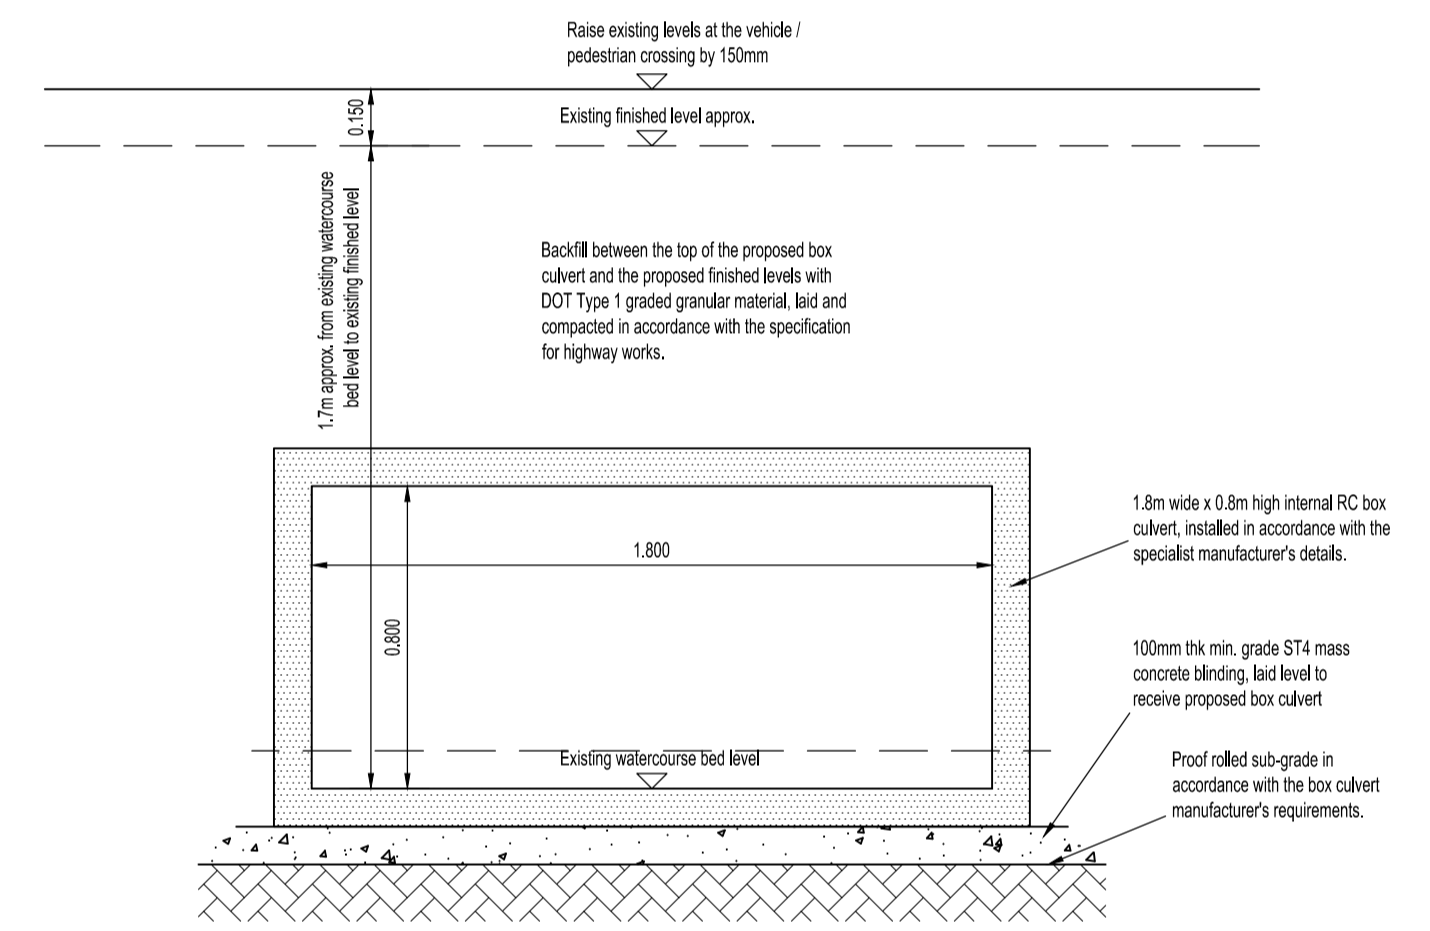 Raise existing levels at the vehicle /
pedestrian crossing by 150mm
0.150
Existing finished level approx.
1.7m approx. from existing watercourse
bed level to existing finished level
Backfill between the top of the proposed box
culvert and the proposed finished levels with
DOT Type 1 graded granular material, laid and
compacted in accordance with the specification
for highway works.
1.800
0.800
1.8m wide x 0.8m high internal RC box
culvert, installed in accordance with the
specialist manufacturer's details.
100mm thk min. grade ST4 mass
concrete blinding, laid level to
receive proposed box culvert
Existing watercourse bed level
Proof rolled sub-grade in
accordance with the box culvert
manufacturer's requirements.